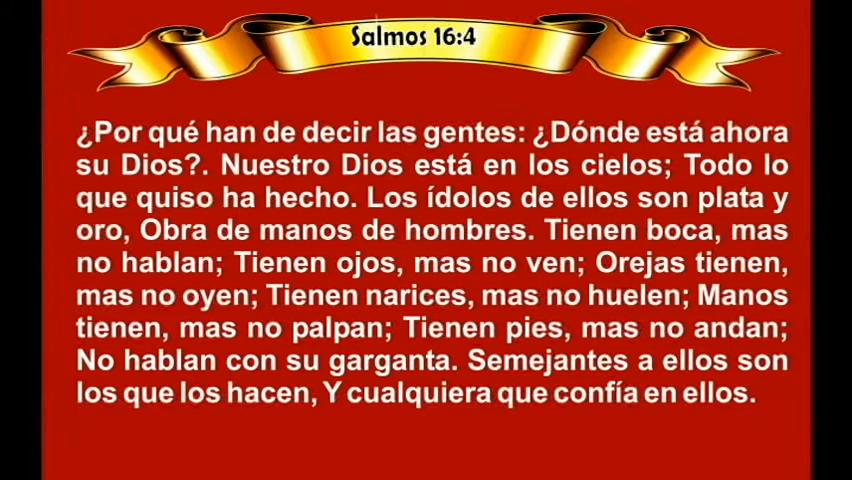 Salmos 16:4
¿Por qué han de decir las gentes: ¿Dónde está ahora
su Dios?. Nuestro Dios está en los cielos; Todo lo
que quiso ha hecho. Los ídolos de ellos son plata y
oro, Obra de manos de hombres. Tienen boca, mas
no hablan; Tienen ojos, mas no ven; Orejas tienen,
mas no oyen; Tienen narices, mas no huelen; Manos
tienen, mas no palpan; Tienen pies, mas no andan;
No hablan con su garganta. Semejantes a ellos son
los que los hacen, Y cualquiera que confía en ellos.